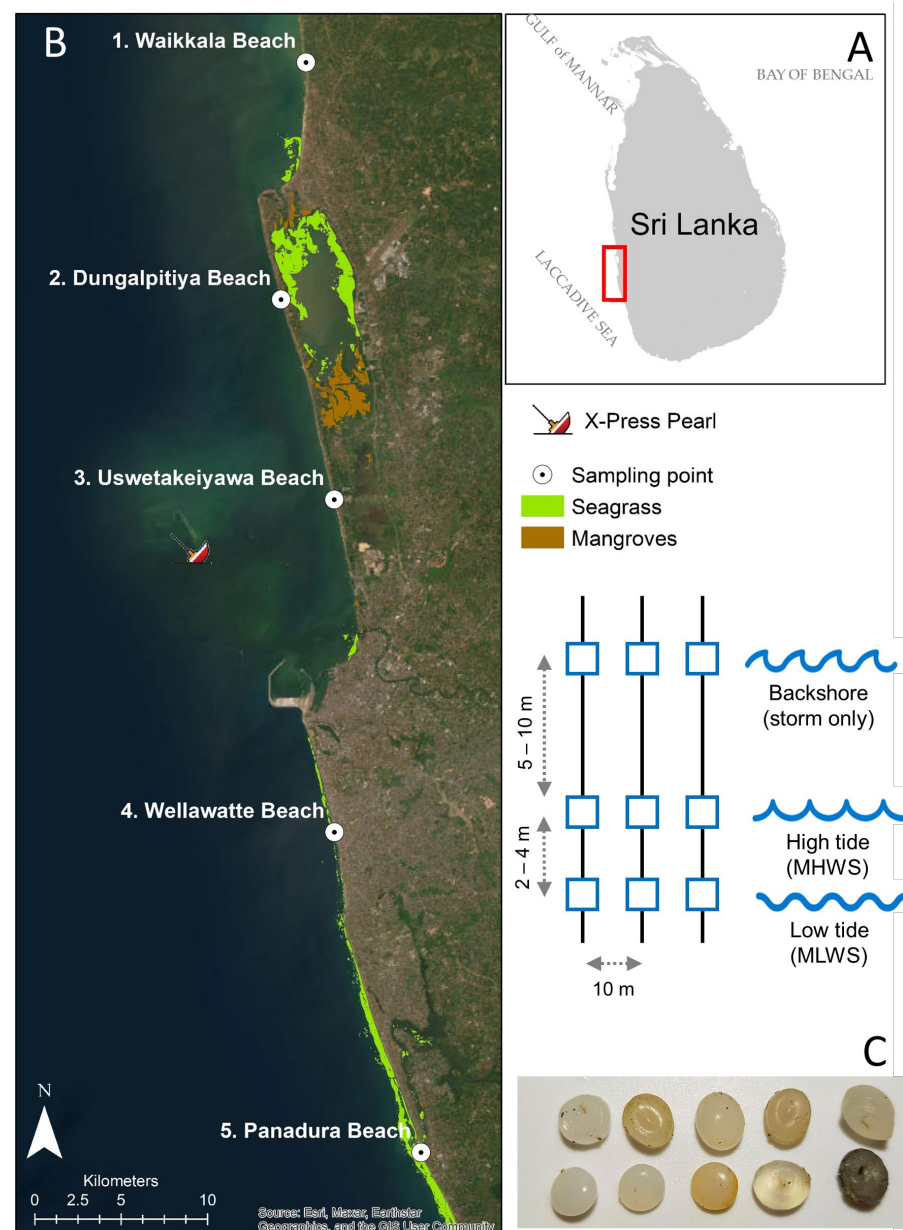 B
1. Waikkala Beach
2. Dungalpitiya Beach
3. Uswetakeiyawa Beach
4. Wellawatte Beach
5. Panadura Beach
N
Kilometers
0 2.5 5 10
Source: Esri, Maxar, Earthstar
Geographics, and the GIS User Community
A
GULF of MANNAR
BAY OF BENGAL
Sri Lanka
LACCADIVE SEA
X-Press Pearl
Sampling point
Seagrass
Mangroves
5 – 10 m
2 – 4 m
10 m
Backshore
(storm only)
High tide
(MHWS)
Low tide
(MLWS)
C